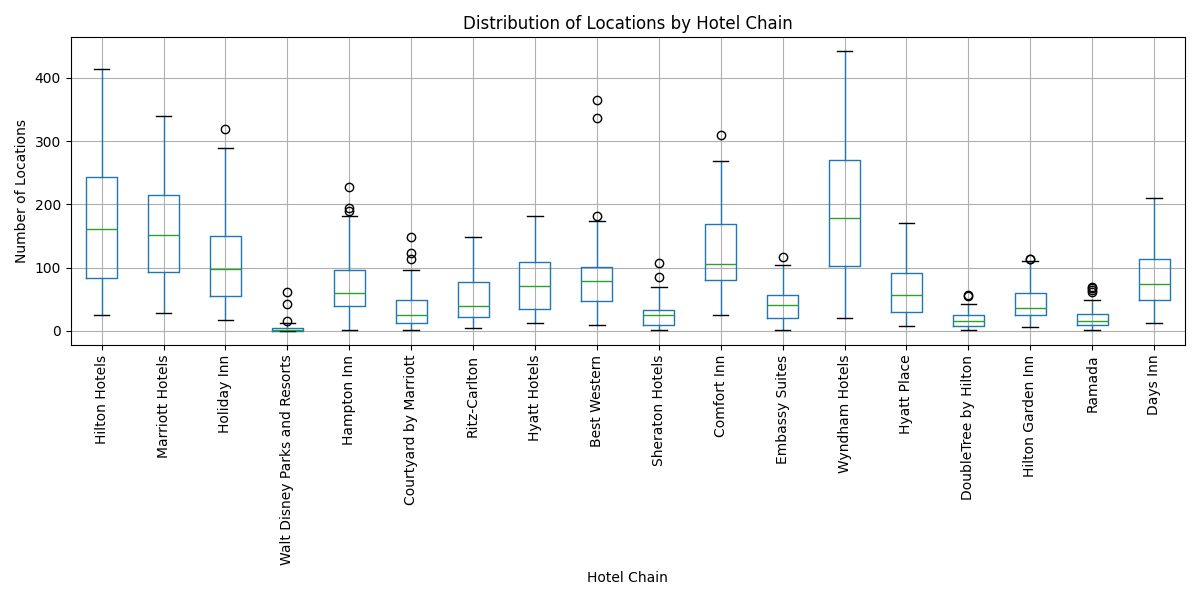 Distribution of Locations by Hotel Chain
Number of Locations
400
300
200
100
0
Hilton Hotels
Marriott Hotels
Holiday Inn
Walt Disney Parks and Resorts
Hampton Inn
Courtyard by Marriott
Ritz-Carlton
Hyatt Hotels
Best Western
Sheraton Hotels
Comfort Inn
Embassy Suites
Wyndham Hotels
Hyatt Place
DoubleTree by Hilton
Hilton Garden Inn
Ramada
Days Inn
Hotel Chain